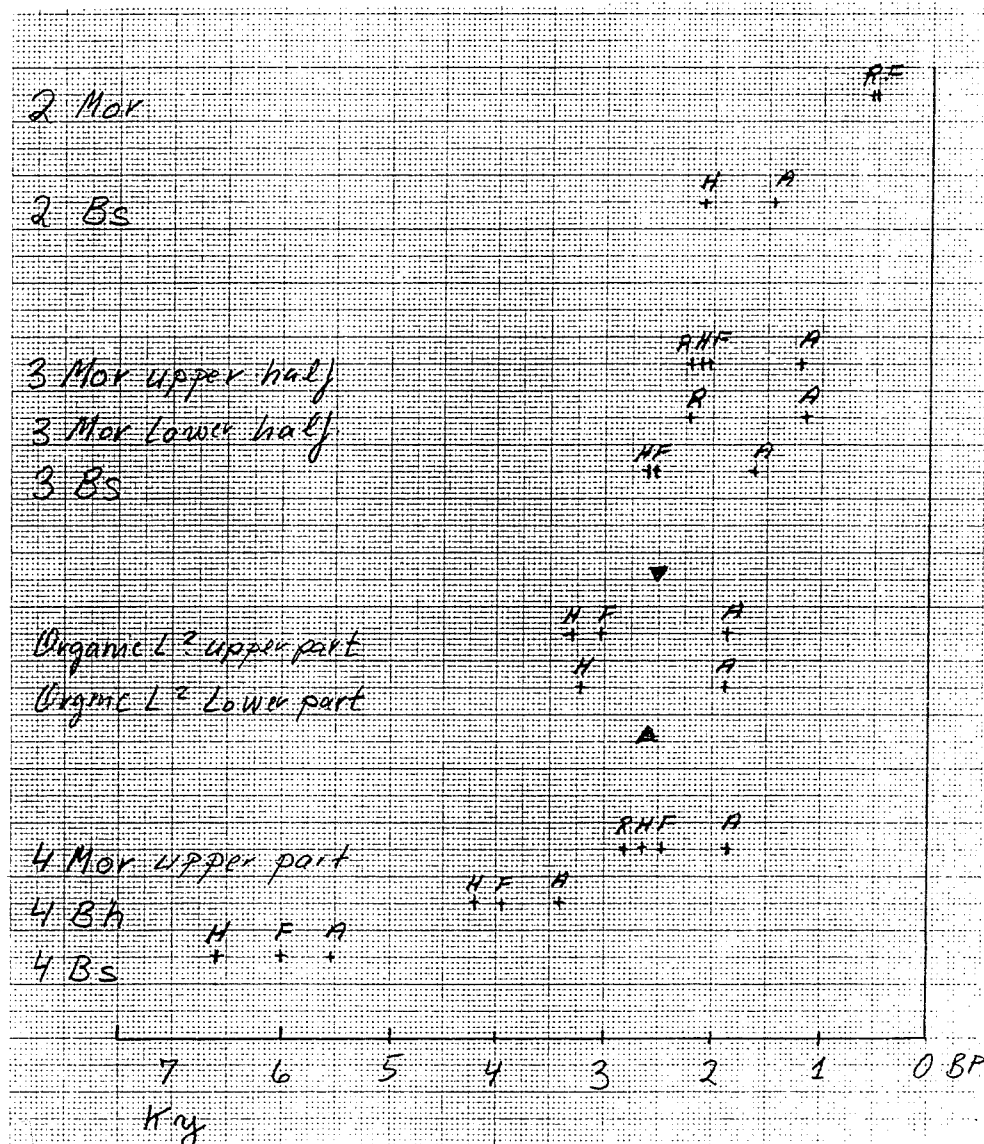 R F
2 Mor
H A
2 Bs
A H F A
3 Mor upper half
R A
3 Mor Lower half.
H F A
3 Bs
H F A
Organic L? upper part
H A
Orgnic L? Lower part
R H F A
4 Mor upper part
H F A
4 Bh
H F A
4 Bs
7 6 5 4 3 2 1 0 BP
Ky